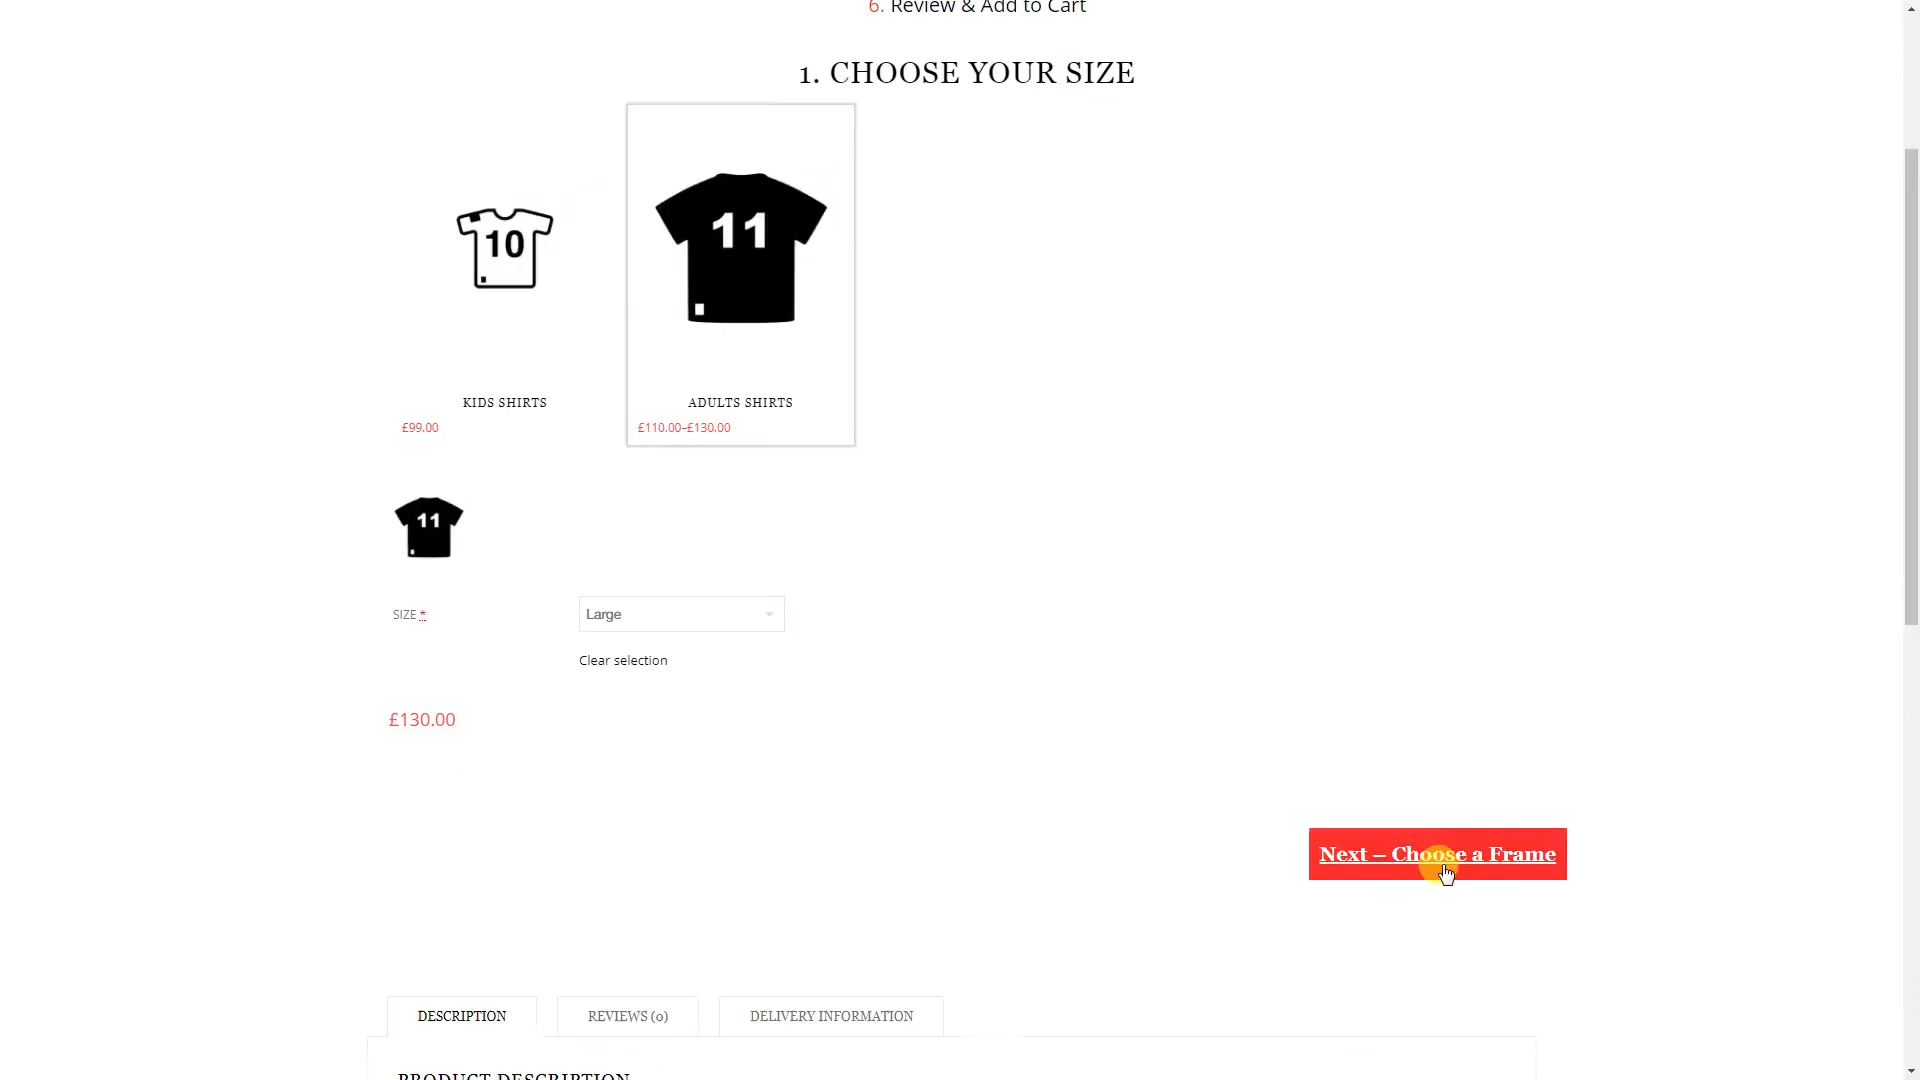 6. Review & Add to Cart
1. CHOOSE YOUR SIZE
10
11
KIDS SHIRTS
ADULTS SHIRTS
£99.00
£110.00–£130.00
11
SIZE *
Large
Clear selection
£130.00
Next – Choose a Frame
DESCRIPTION
REVIEWS (0)
DELIVERY INFORMATION
PRODUCT DESCRIPTION